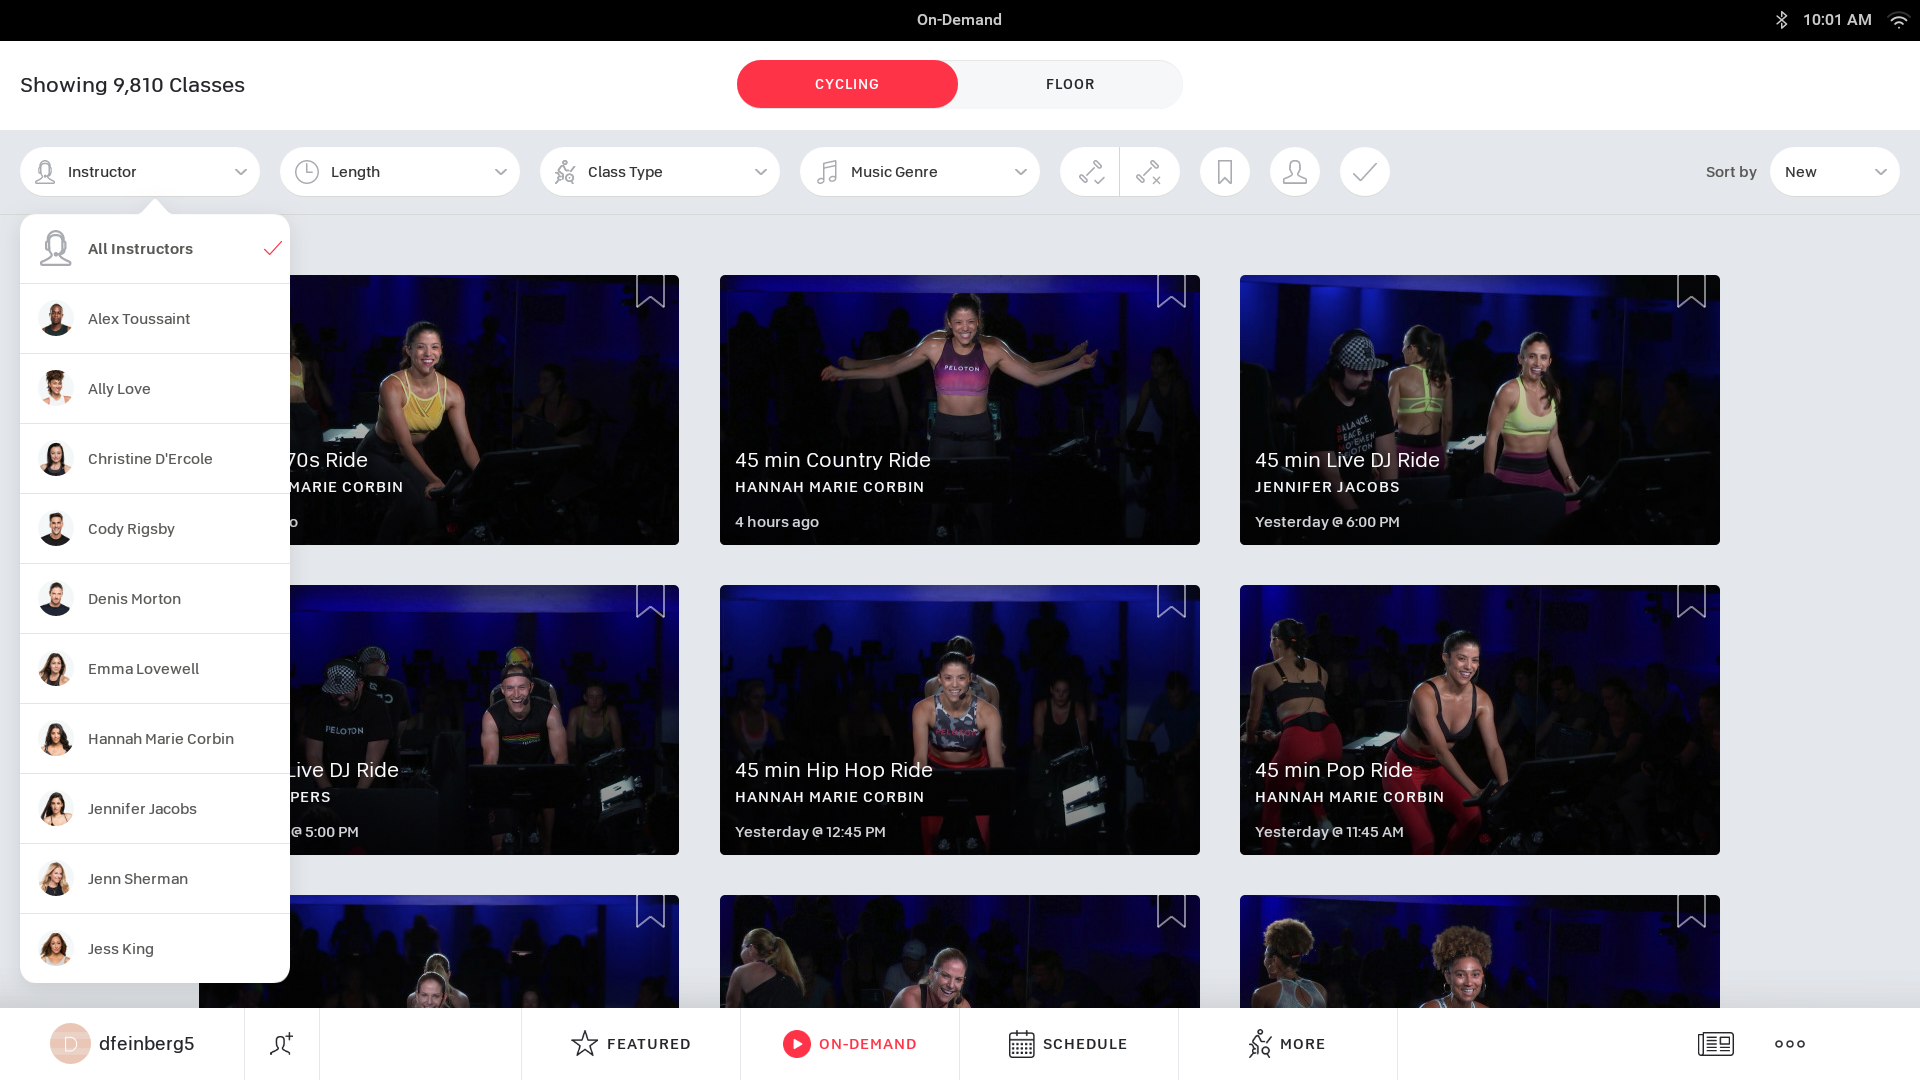 On-Demand
10:01 AM
Showing 9,810 Classes
CYCLING
FLOOR
Instructor
Length
Class Type
Music Genre
Sort by
New
All Instructors
Alex Toussaint
Ally Love
Christine D'Ercole
Cody Rigsby
Denis Morton
Emma Lovewell
Hannah Marie Corbin
Jennifer Jacobs
Jenn Sherman
Jess King
70s Ride
MARIE CORBIN
PELOTON
45 min Country Ride
HANNAH MARIE CORBIN
4 hours ago
BALANCE,
PEACE
45 min Live DJ Ride
JENNIFER JACOBS
Yesterday @ 6:00 PM
PELOTON
Live DJ Ride
PERS
@ 5:00 PM
45 min Hip Hop Ride
HANNAH MARIE CORBIN
Yesterday @ 12:45 PM
45 min Pop Ride
HANNAH MARIE CORBIN
Yesterday @ 11:45 AM
D
dfeinberg5
FEATURED
ON-DEMAND
SCHEDULE
MORE